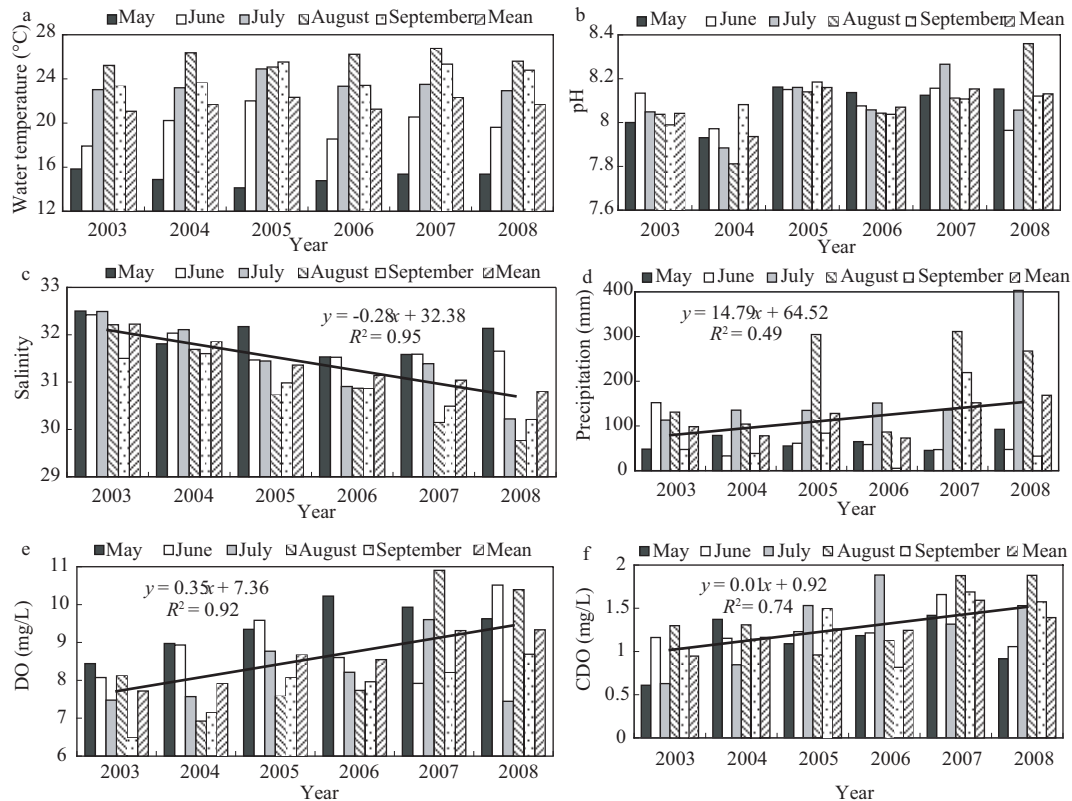 a
■May □June ■July ▧August ⊡September ▨Mean
Water temperature (°C)
28
24
20
16
12
2003 2004 2005 2006 2007 2008
Year
b
■May □June ■July ▧August ⊡September ▨Mean
pH
8.4
8.2
8
7.8
7.6
2003 2004 2005 2006 2007 2008
Year
c
■May □June ■July ▧August ⊡September ▨Mean
Salinity
33
32
31
30
29
y = -0.28x + 32.38
R² = 0.95
2003 2004 2005 2006 2007 2008
Year
d
■May □June ■July ▧August ⊡September ▨Mean
Precipitation (mm)
400
300
200
100
0
y = 14.79x + 64.52
R² = 0.49
2003 2004 2005 2006 2007 2008
Year
e
■May □June ■July ▧August ⊡September ▨Mean
DO (mg/L)
11
10
9
8
7
6
y = 0.35x + 7.36
R² = 0.92
2003 2004 2005 2006 2007 2008
Year
f
■May □June ■July ▧August ⊡September ▨Mean
CDO (mg/L)
2
1.5
1
0.5
0
y = 0.01x + 0.92
R² = 0.74
2003 2004 2005 2006 2007 2008
Year